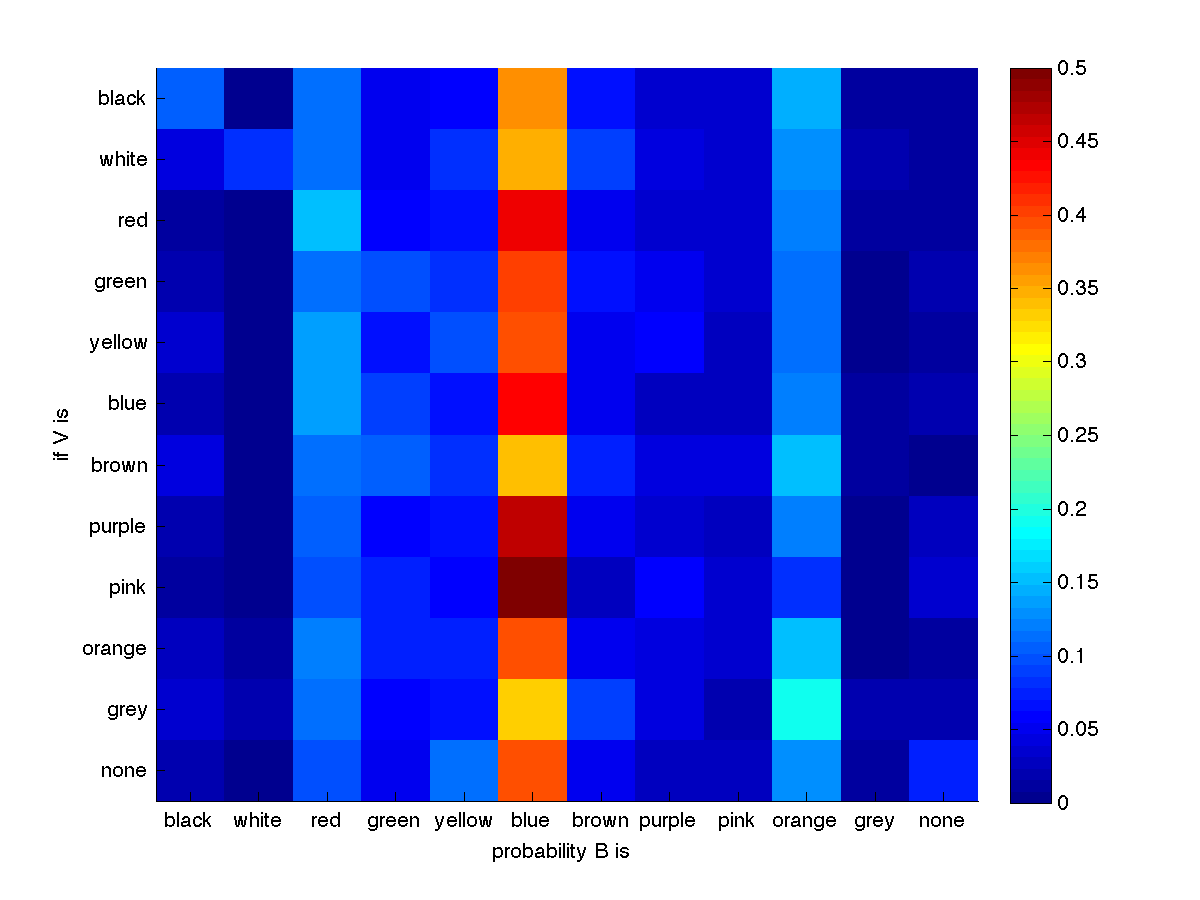 black
white
red
green
yellow
blue
brown
purple
pink
orange
grey
none
if V is
black white red green yellow blue brown purple pink orange grey none
probability B is
0.5
0.45
0.4
0.35
0.3
0.25
0.2
0.15
0.1
0.05
0